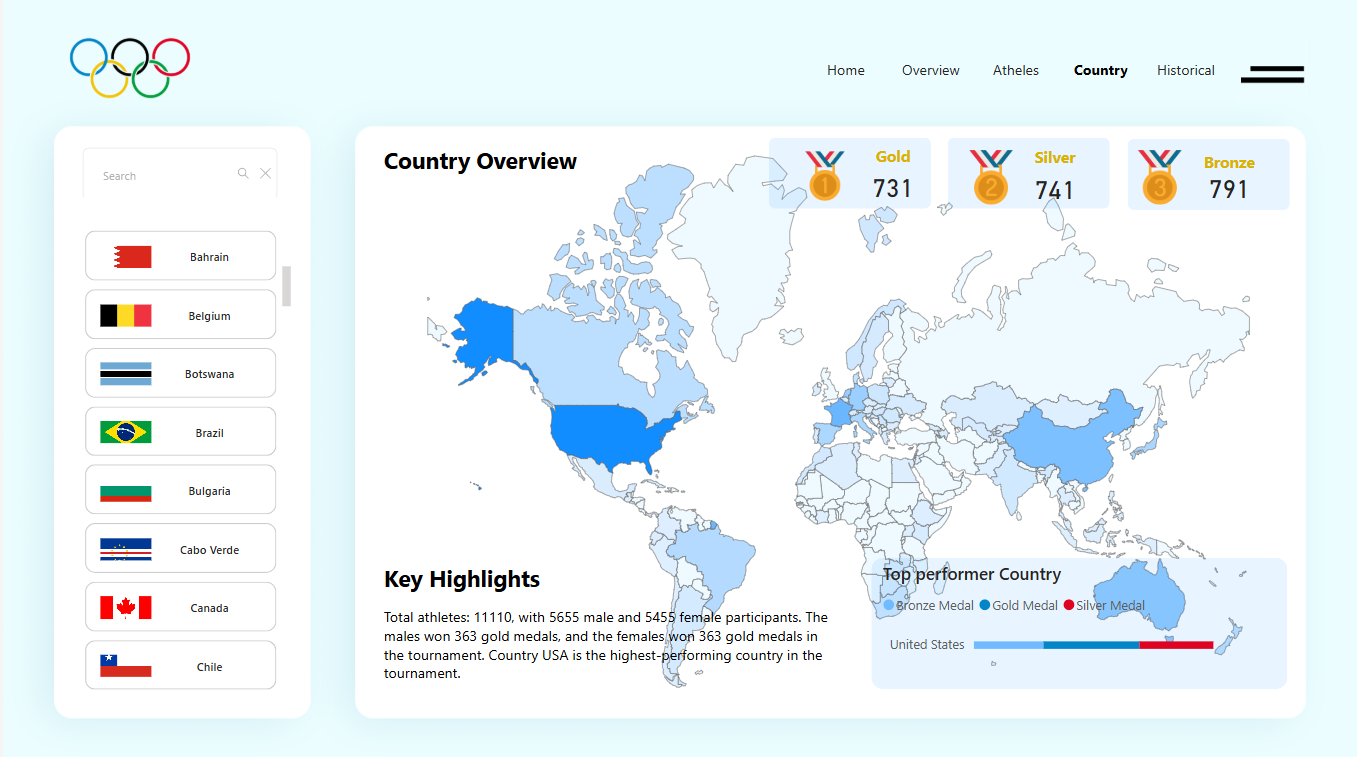 Home
Overview
Atheles
Country
Historical
Search
Bahrain
Belgium
Botswana
Brazil
Bulgaria
Cabo Verde
Canada
Chile
Country Overview
1
Gold
731
2
Silver
741
3
Bronze
791
Key Highlights
Total athletes: 11110, with 5655 male and 5455 female participants. The
males won 363 gold medals, and the females won 363 gold medals in
the tournament. Country USA is the highest-performing country in the
tournament.
Top performer Country
Bronze Medal Gold Medal Silver Medal
United States